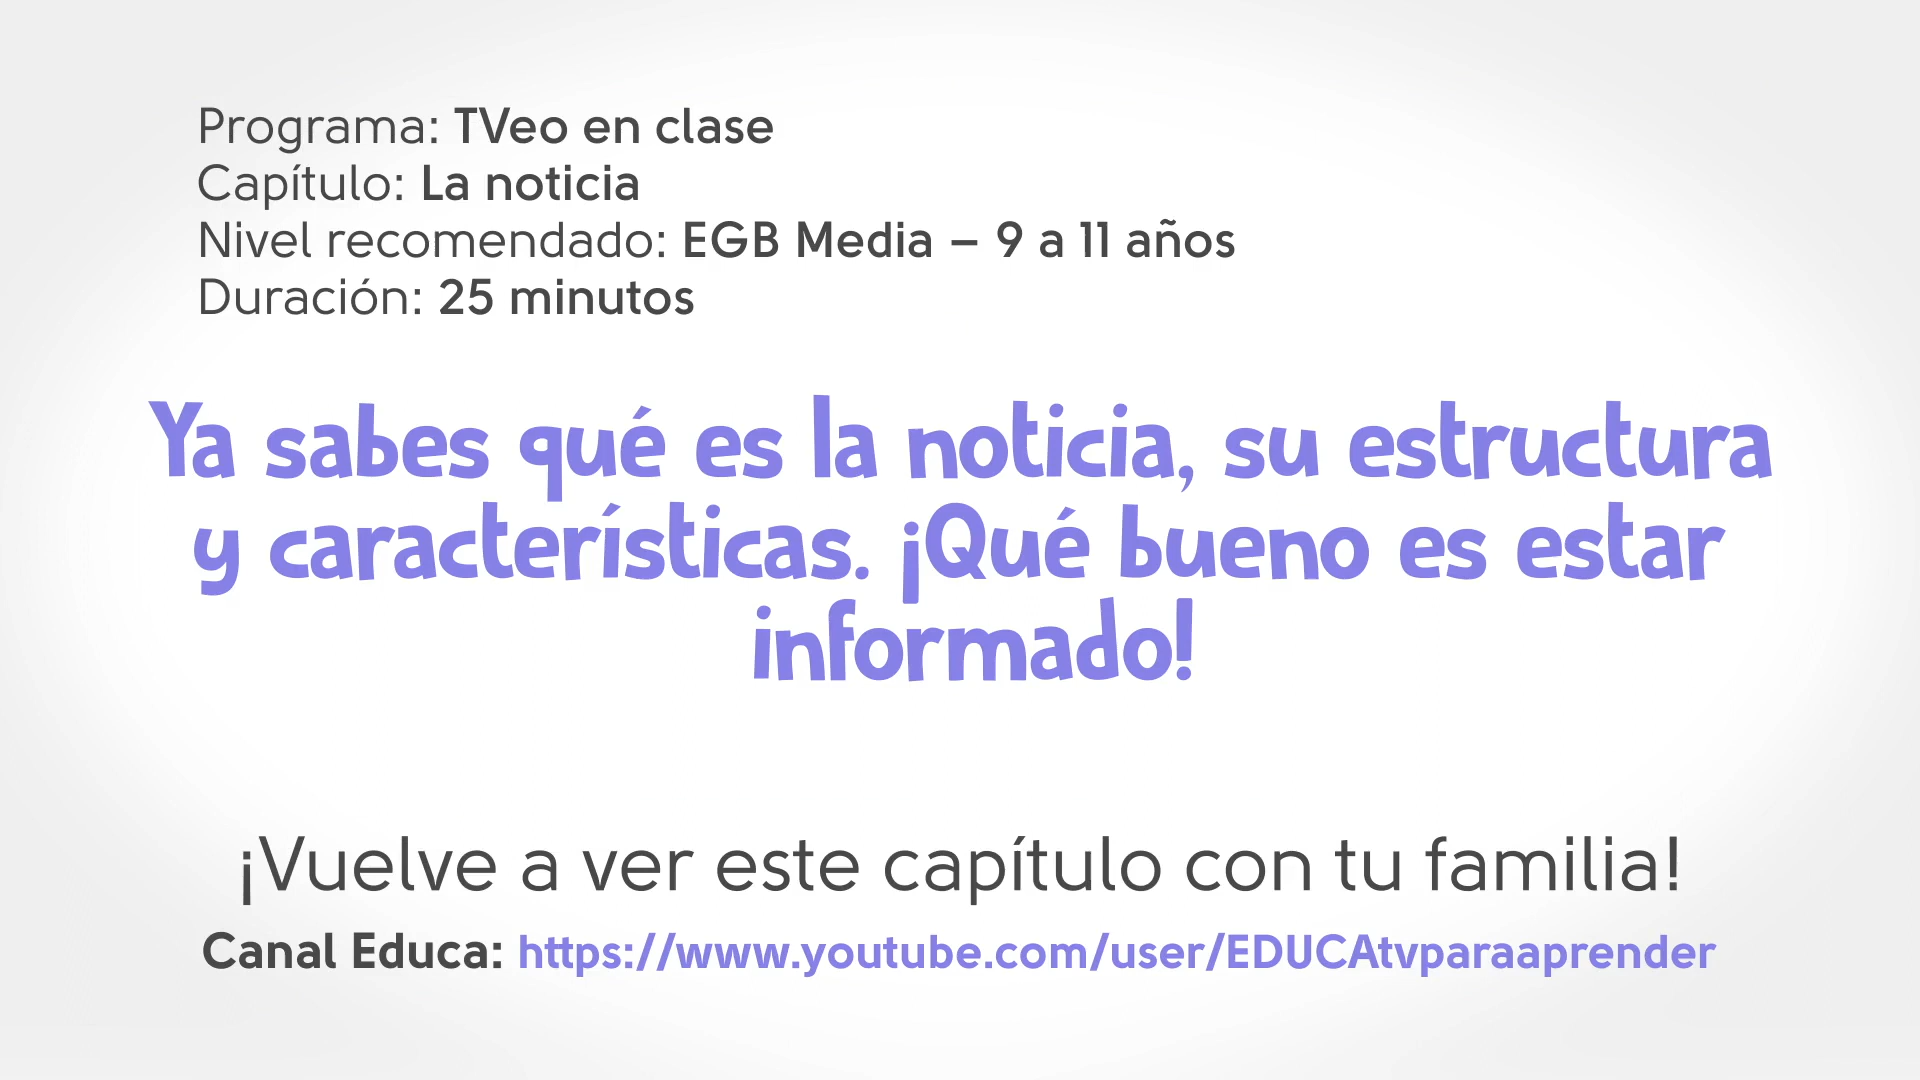 Programa: TVeo en clase
Capítulo: La noticia
Nivel recomendado: EGB Media – 9 a 11 años
Duración: 25 minutos
Ya sabes qué es la noticia, su estructura
y características. ¡Qué bueno es estar
informado!
¡Vuelve a ver este capítulo con tu familia!
Canal Educa: https://www.youtube.com/user/EDUCAtvparaaprender